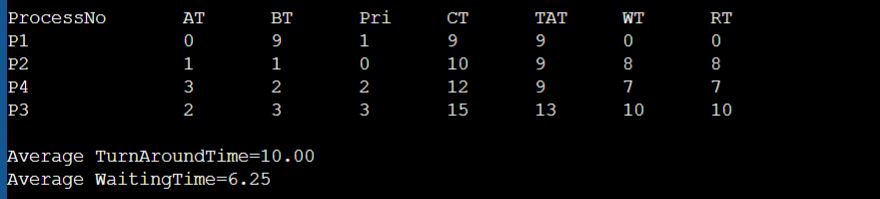 ProcessNo AT BT Pri CT TAT WT RT
P1 0 9 1 9 9 0 0
P2 1 1 0 10 9 8 8
P4 3 2 2 12 9 7 7
P3 2 3 3 15 13 10 10
Average TurnAroundTime=10.00
Average WaitingTime=6.25